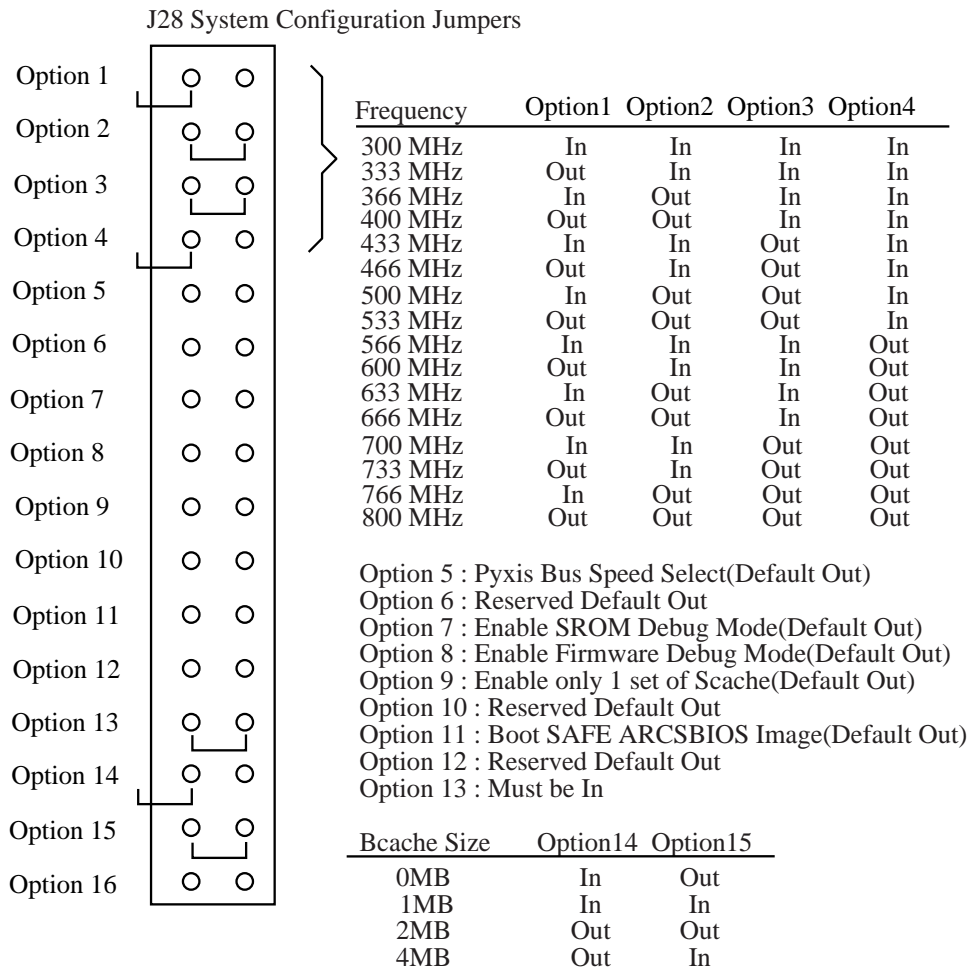 J28 System Configuration Jumpers
Option 1
Option 2
Option 3
Option 4
Option 5
Option 6
Option 7
Option 8
Option 9
Option 10
Option 11
Option 12
Option 13
Option 14
Option 15
Option 16
Frequency Option1 Option2 Option3 Option4
300 MHz In In In In
333 MHz Out In In In
366 MHz In Out In In
400 MHz Out Out In In
433 MHz In In Out In
466 MHz Out In Out In
500 MHz In Out Out In
533 MHz Out Out Out In
566 MHz In In In Out
600 MHz Out In In Out
633 MHz In Out In Out
666 MHz Out Out In Out
700 MHz In In Out Out
733 MHz Out In Out Out
766 MHz In Out Out Out
800 MHz Out Out Out Out
Option 5 : Pyxis Bus Speed Select(Default Out)
Option 6 : Reserved Default Out
Option 7 : Enable SROM Debug Mode(Default Out)
Option 8 : Enable Firmware Debug Mode(Default Out)
Option 9 : Enable only 1 set of Scache(Default Out)
Option 10 : Reserved Default Out
Option 11 : Boot SAFE ARCSBIOS Image(Default Out)
Option 12 : Reserved Default Out
Option 13 : Must be In
Bcache Size Option14 Option15
0MB In Out
1MB In In
2MB Out Out
4MB Out In